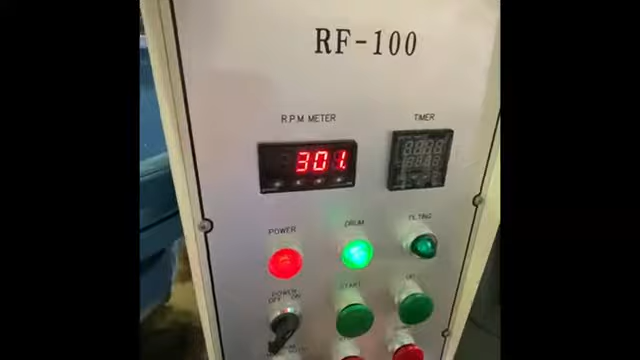 RF-100
R.P.M METER
TIMER
301.
POWER
DRUM
TILTING
POWER
OFF ON
START